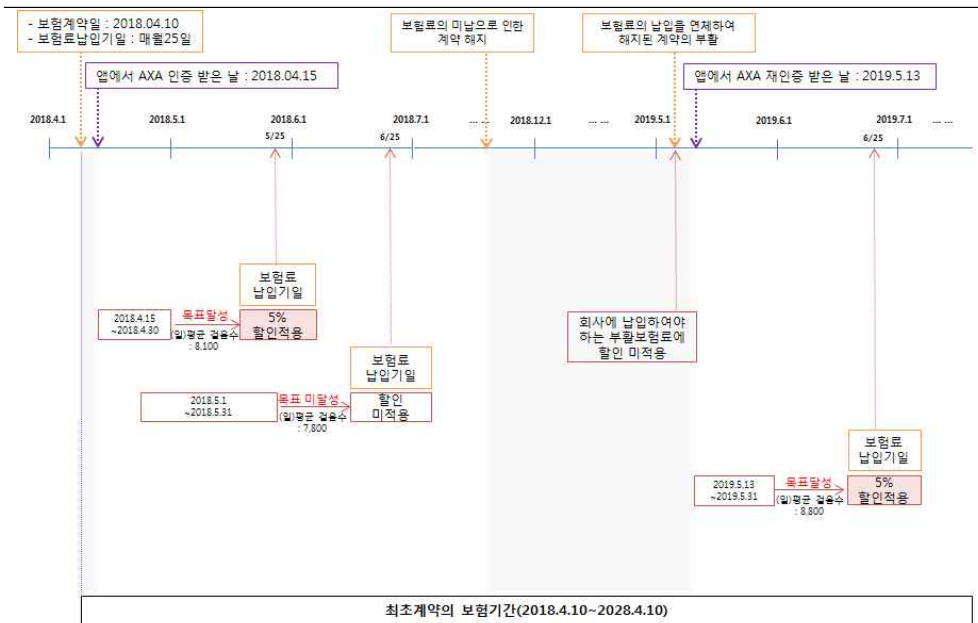 - 보험계약일 : 2018.04.10
- 보험료납입기일 : 매월25일
보험료의 미납으로 인한
계약 해지
보험료의 납입을 연체하여
해지된 계약의 부활
앱에서 AXA 인증 받은 날 : 2018.04.15
앱에서 AXA 재인증 받은 날 : 2019.5.13
2018.4.1
2018.5.1
2018.6.1
2018.7.1
... ...
2018.12.1
... ...
2019.5.1
2019.6.1
2019.7.1
... ...
5/25
6/25
6/25
보험료
납입기일
2018.4.15
~2018.4.30
목표달성
(일)평균 걸음수
: 8,100
5%
할인적용
회사에 납입하여야
하는 부활보험료에
할인 미적용
보험료
납입기일
2018.5.1
~2018.5.31
목표 미달성
(일)평균 걸음수
: 7,800
할인
미적용
보험료
납입기일
2019.5.13
~2019.5.31
목표달성
(일)평균 걸음수
: 8,800
5%
할인적용
최초계약의 보험기간(2018.4.10~2028.4.10)